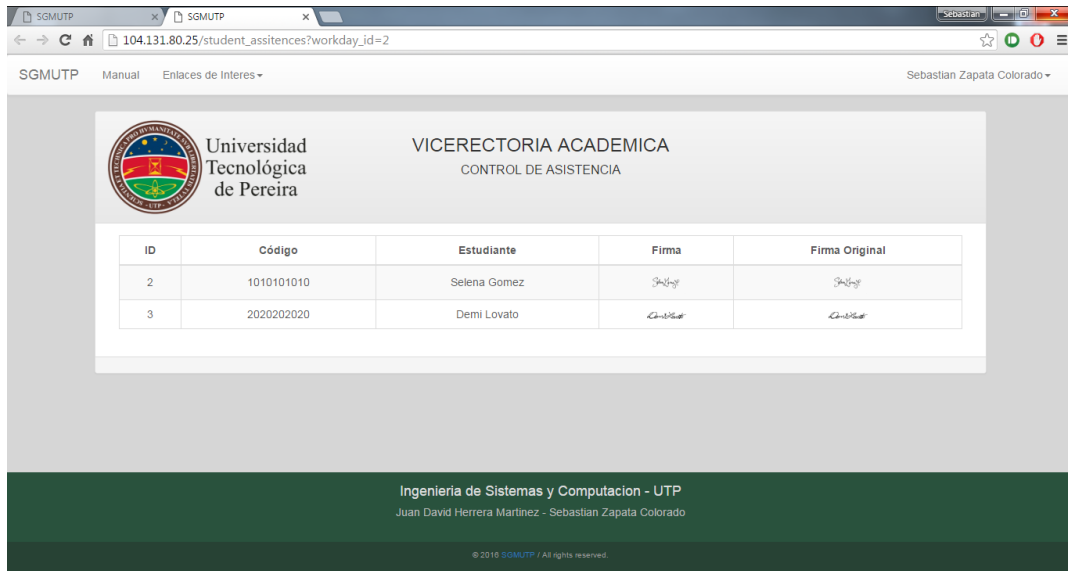 SGMUTP
SGMUTP
Sebastian
104.131.80.25/student_assitences?workday_id=2
SGMUTP Manual Enlaces de Interes Sebastian Zapata Colorado
Universidad
Tecnológica
de Pereira
UTP
VICERECTORIA ACADEMICA
CONTROL DE ASISTENCIA
ID Código Estudiante Firma Firma Original
2 1010101010 Selena Gomez
3 2020202020 Demi Lovato
Ingenieria de Sistemas y Computacion - UTP
Juan David Herrera Martinez - Sebastian Zapata Colorado
© 2016 SGMUTP / All rights reserved.